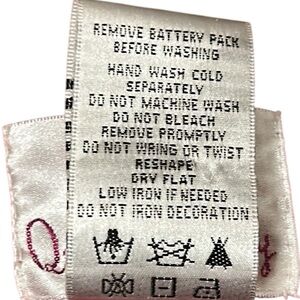 REMOVE BATTERY PACK
BEFORE WASHING
HAND WASH COLD
SEPARATELY
DO NOT MACHINE WASH
DO NOT BLEACH
REMOVE PROMPTLY
DO NOT WRING OR TWIST
RESHAPE
DRY FLAT
LOW IRON IF NEEDED
DO NOT IRON DECORATION